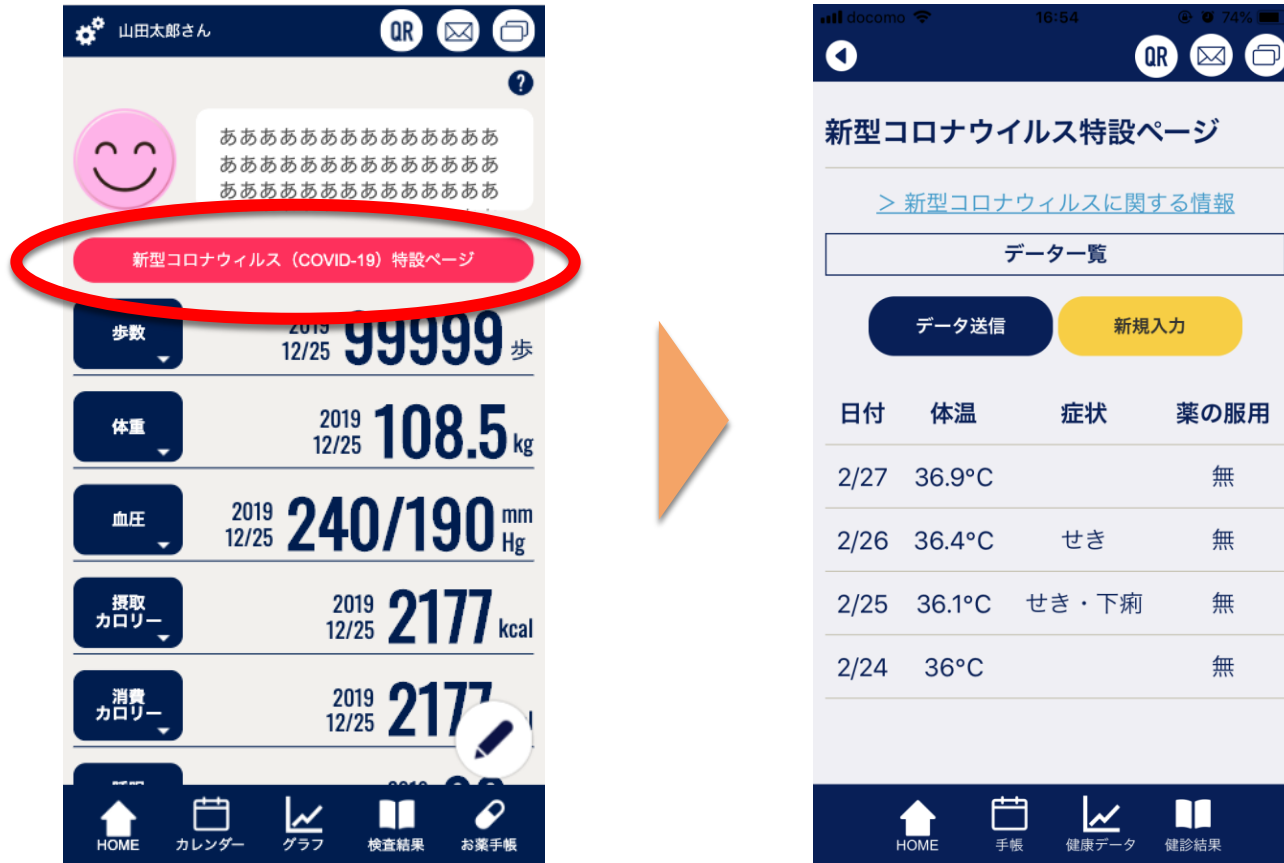 山田太郎さん
QR
?
ああああああああああああああ
ああああああああああああああ
ああああああああああああああ
新型コロナウィルス（COVID-19）特設ページ
歩数
2019
12/25
99999 歩
体重
2019
12/25
108.5 kg
血圧
2019
12/25
240/190 mm
Hg
摂取
カロリー
2019
12/25
2177 kcal
消費
カロリー
2019
12/25
2177
HOME カレンダー グラフ 検査結果 お薬手帳
docomo 16:54 74%
QR
新型コロナウイルス特設ページ
＞ 新型コロナウィルスに関する情報
データ一覧
データ送信 新規入力
日付 体温 症状 薬の服用
2/27 36.9°C 無
2/26 36.4°C せき 無
2/25 36.1°C せき・下痢 無
2/24 36°C 無
HOME 手帳 健康データ 健診結果